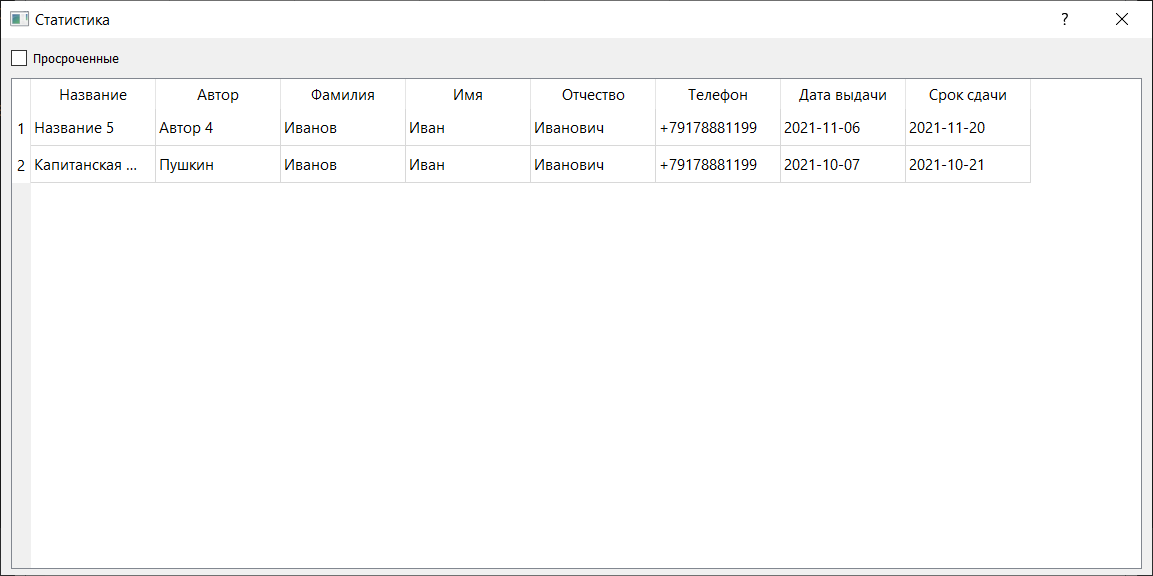 Статистика ?
Просроченные
Название Автор Фамилия Имя Отчество Телефон Дата выдачи Срок сдачи
1 Название 5 Автор 4 Иванов Иван Иванович +79178881199 2021-11-06 2021-11-20
2 Капитанская ... Пушкин Иванов Иван Иванович +79178881199 2021-10-07 2021-10-21